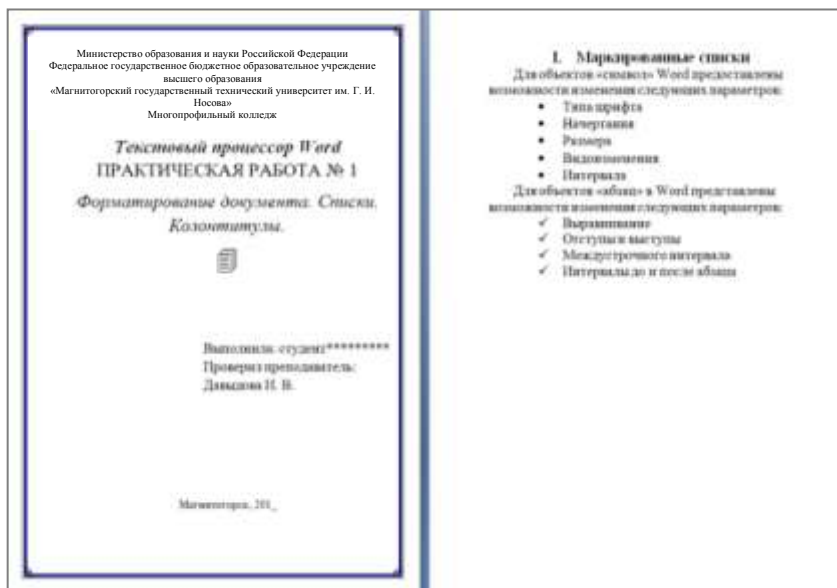 Министерство образования и науки Российской Федерации
Федеральное государственное бюджетное образовательное учреждение
высшего образования
«Магнитогорский государственный технический университет им. Г. И.
Носова»
Многопрофильный колледж
Текстовый процессор Word
ПРАКТИЧЕСКАЯ РАБОТА № 1
Форматирование документа. Списки.
Колонтитулы.
Выполнил: студент*********
Проверил преподаватель:
Давыдова И. В.
Магнитогорск, 201_
I. Маркированные списки
Для объектов «символ» Word предоставлены
возможности изменения следующих параметров:
• Типа шрифта
• Начертания
• Размера
• Видоизменения
• Интервала
Для объектов «абзац» в Word представлены
возможности изменения следующих параметров:
✓ Выравнивание
✓ Отступы и выступы
✓ Междустрочного интервала
✓ Интервалы до и после абзаца